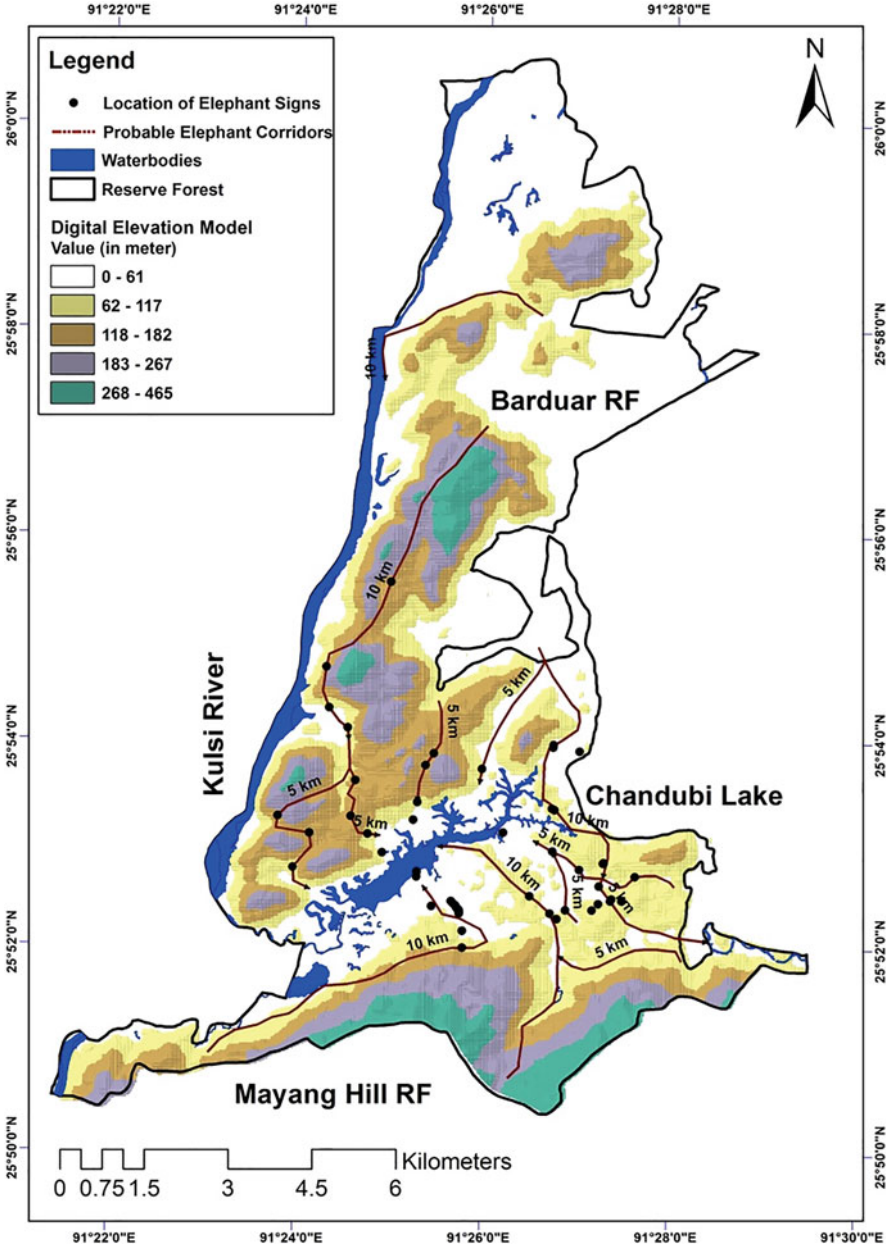 91°22'0"E 91°24'0"E 91°26'0"E 91°28'0"E
N
Legend
Location of Elephant Signs
Probable Elephant Corridors
Waterbodies
Reserve Forest
Digital Elevation Model
Value (in meter)
0 - 61
62 - 117
118 - 182
183 - 267
268 - 465
26°0'0"N
26°0'0"N
25°58'0"N
25°58'0"N
10 km
Barduar RF
25°56'0"N
25°56'0"N
10 km
Kulsi River
5 km
5 km
25°54'0"N
25°54'0"N
5 km
Chandubi Lake
5 km
10 km
5 km
10 km
5 km
5 km
10 km
5 km
25°52'0"N
25°52'0"N
Mayang Hill RF
25°50'0"N
25°50'0"N
Kilometers
0 0.75 1.5 3 4.5 6
91°22'0"E 91°24'0"E 91°26'0"E 91°28'0"E 91°30'0"E